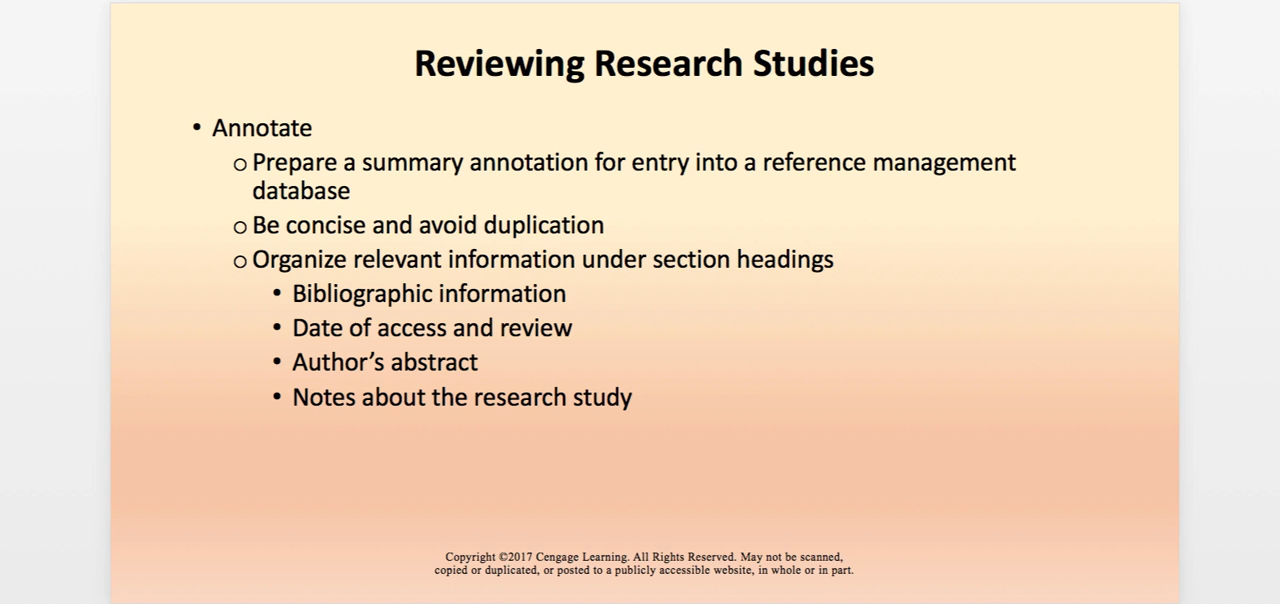 Reviewing Research Studies
• Annotate
o Prepare a summary annotation for entry into a reference management
database
o Be concise and avoid duplication
o Organize relevant information under section headings
• Bibliographic information
• Date of access and review
• Author’s abstract
• Notes about the research study
Copyright ©2017 Cengage Learning. All Rights Reserved. May not be scanned,
copied or duplicated, or posted to a publicly accessible website, in whole or in part.